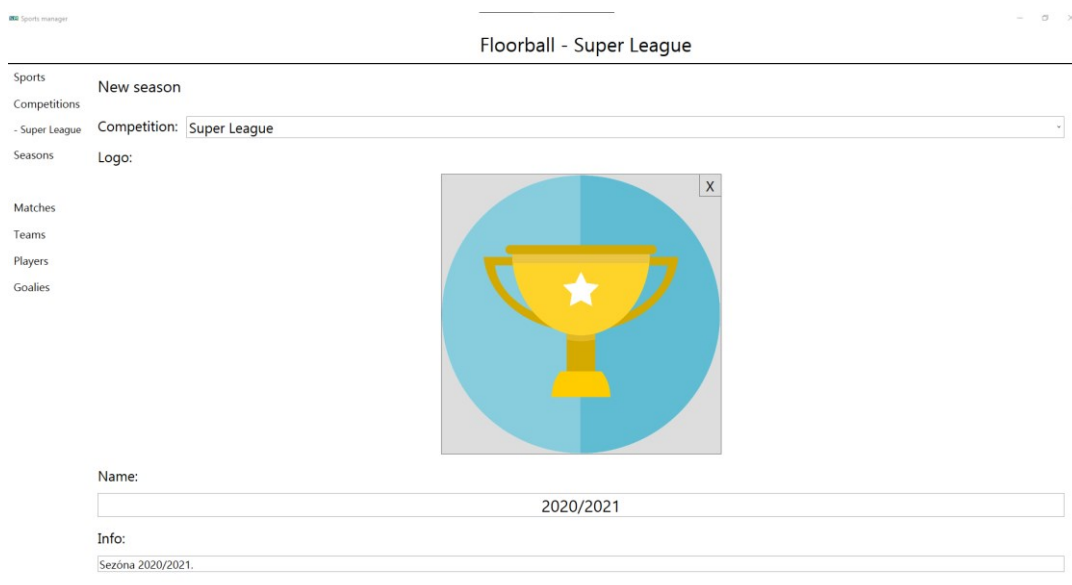 Sports manager
Floorball - Super League
Sports
Competitions
- Super League
Seasons
Matches
Teams
Players
Goalies
New season
Competition: Super League
Logo:
X
Name:
2020/2021
Info:
Sezóna 2020/2021.